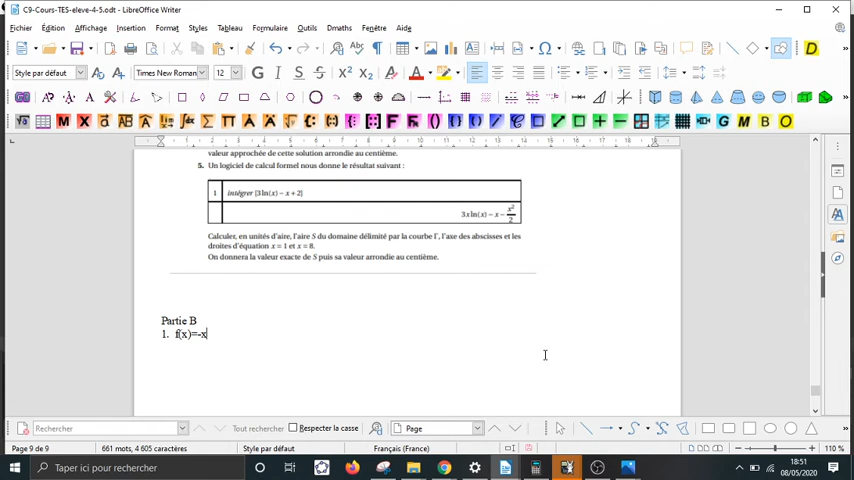 C9-Cours-TES-eleve-4-5.odt - LibreOffice Writer
Fichier Édition Affichage Insertion Format Styles Tableau Formulaire Outils Dmaths Fenêtre Aide
Style par défaut Times New Roman 12 G I S S X² X₂
valeur approchée de cette solution arrondie au centième.
5. Un logiciel de calcul formel nous donne le résultat suivant :
1 intégrer [3 ln(x) − x + 2]
3x ln(x) − x − x²/2
Calculer, en unités d'aire, l'aire S du domaine délimité par la courbe Γ, l'axe des abscisses et les
droites d'équation x = 1 et x = 8.
On donnera la valeur exacte de S puis sa valeur arrondie au centième.
Partie B
1. f(x)=-x
Rechercher Tout rechercher Respecter la casse Page
Page 9 de 9 661 mots, 4 605 caractères Style par défaut Français (France) 110 %
Taper ici pour rechercher
18:51
08/05/2020